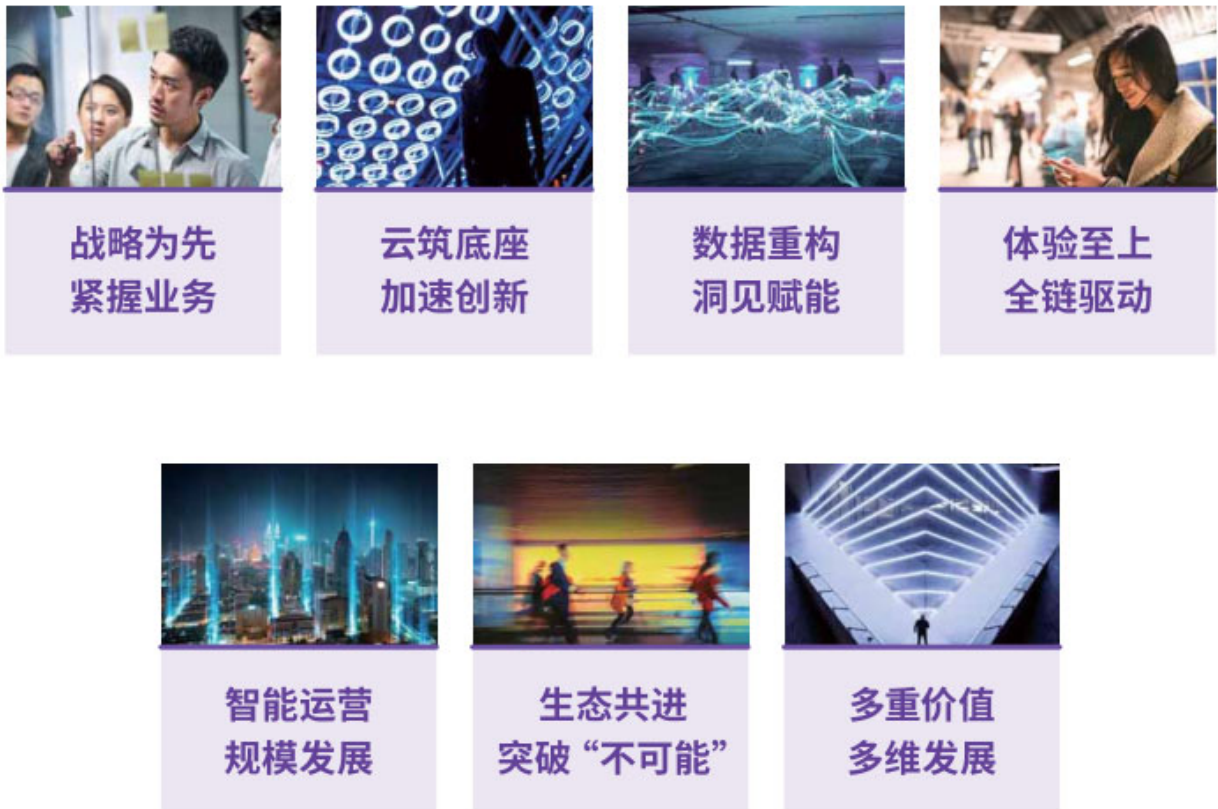 战略为先
紧握业务
云筑底座
加速创新
数据重构
洞见赋能
体验至上
全链驱动
智能运营
规模发展
生态共进
突破“不可能”
多重价值
多维发展